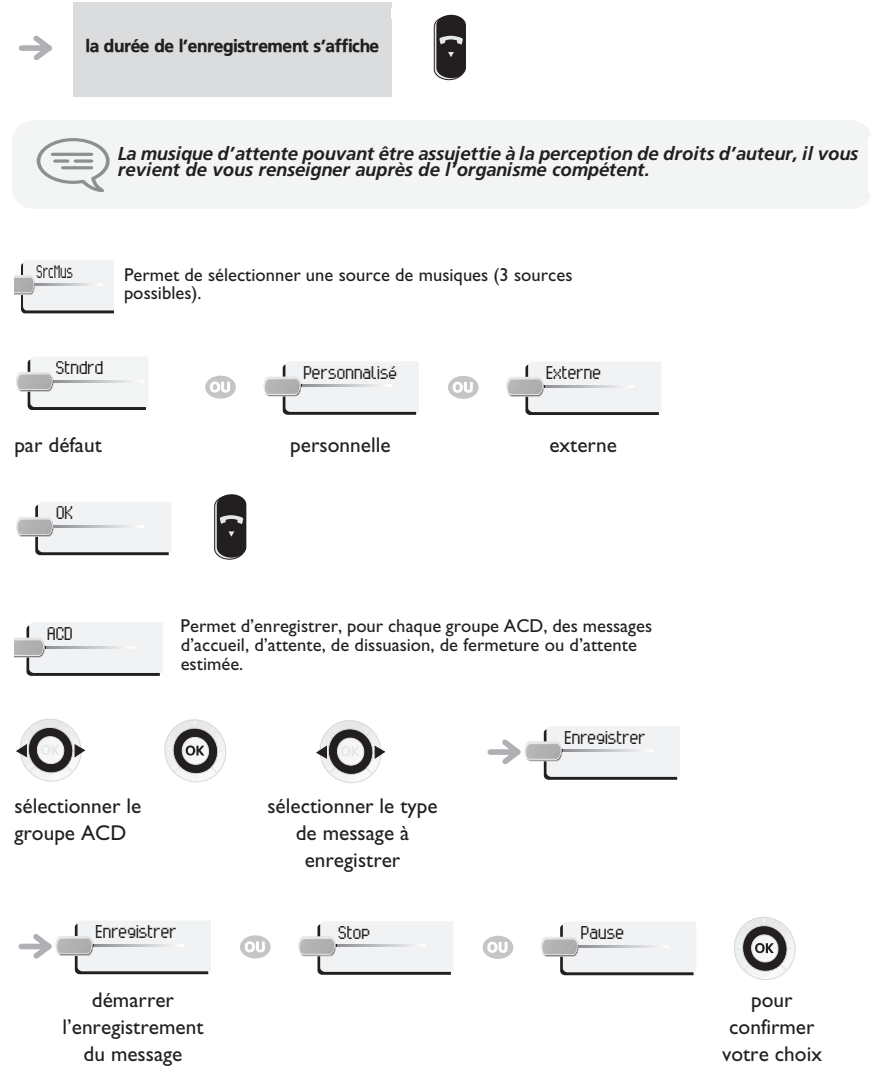 la durée de l'enregistrement s'affiche
La musique d'attente pouvant être assujettie à la perception de droits d'auteur, il vous
revient de vous renseigner auprès de l'organisme compétent.
SrcMus
Permet de sélectionner une source de musiques (3 sources
possibles).
Stndrd
OU
Personnalisé
OU
Externe
par défaut
personnelle
externe
OK
ACD
Permet d'enregistrer, pour chaque groupe ACD, des messages
d'accueil, d'attente, de dissuasion, de fermeture ou d'attente
estimée.
OK
OK
OK
Enregistrer
sélectionner le
groupe ACD
sélectionner le type
de message à
enregistrer
Enregistrer
OU
Stop
OU
Pause
OK
démarrer
l'enregistrement
du message
pour
confirmer
votre choix